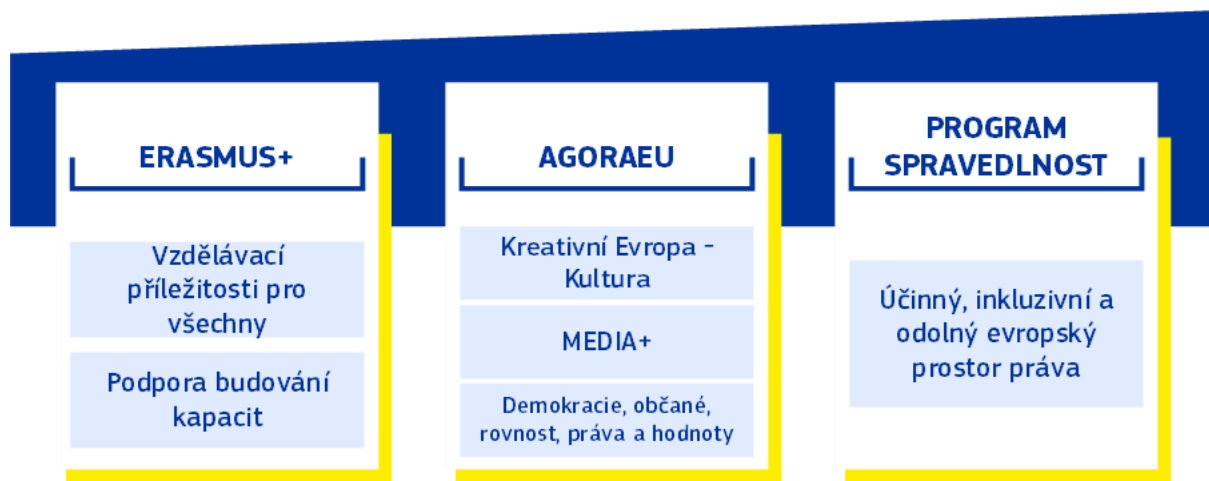 ERASMUS+
Vzdělávací
příležitosti pro
všechny
Podpora budování
kapacit
AGORAEU
Kreativní Evropa -
Kultura
MEDIA+
Demokracie, občané,
rovnost, práva a hodnoty
PROGRAM
SPRAVEDLNOST
Účinný, inkluzivní a
odolný evropský
prostor práva